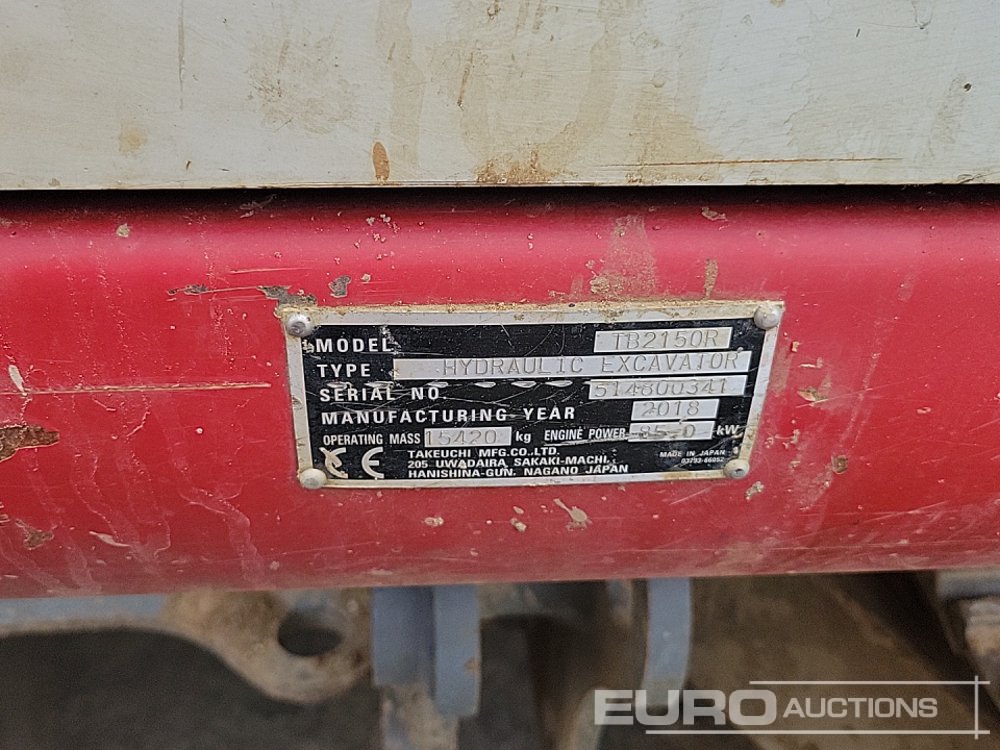 MODEL TB2150R
TYPE HYDRAULIC EXCAVATOR
SERIAL NO. 514800341
MANUFACTURING YEAR 2018
OPERATING MASS 15420 kg ENGINE POWER 85.0 kW
CE TAKEUCHI MFG.CO.LTD.
205 UWADAIRA, SAKAKI-MACHI,
HANISHINA-GUN, NAGANO JAPAN
MADE IN JAPAN
03793-66052
EURO AUCTIONS